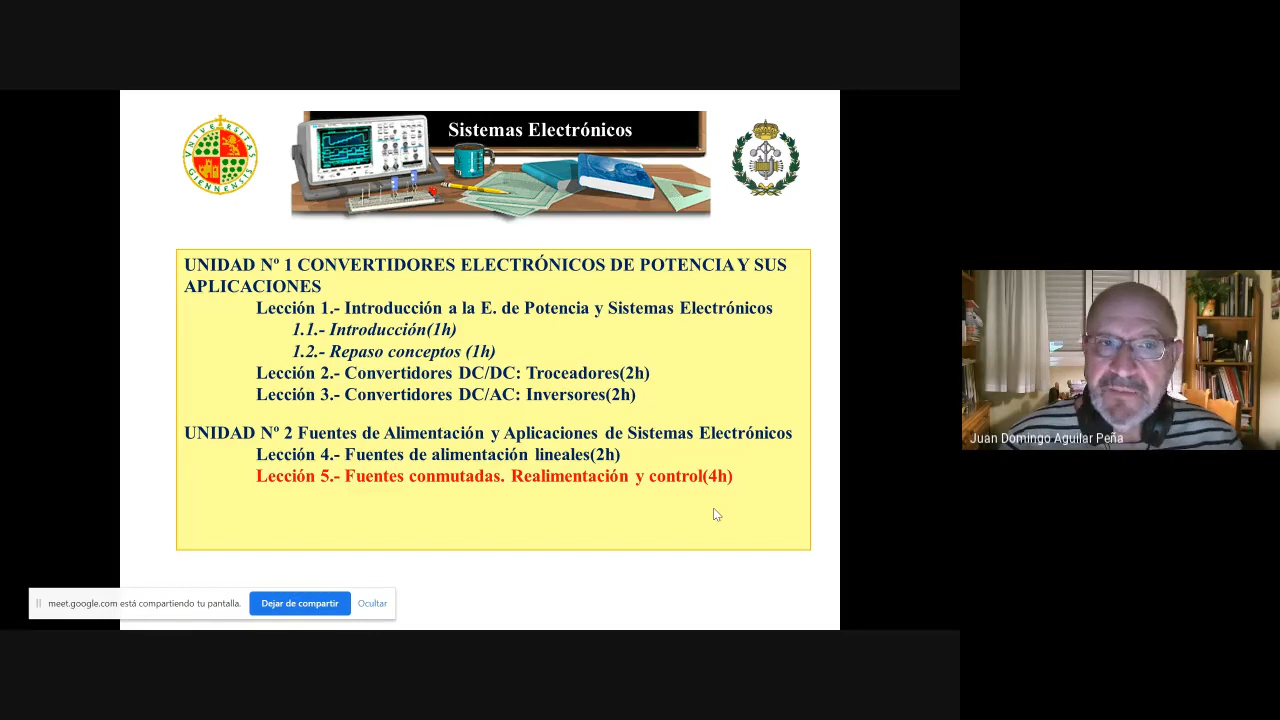 Sistemas Electrónicos
VNIVERSITAS
GIENNENSIS
UNIDAD Nº 1 CONVERTIDORES ELECTRÓNICOS DE POTENCIA Y SUS
APLICACIONES
Lección 1.- Introducción a la E. de Potencia y Sistemas Electrónicos
1.1.- Introducción(1h)
1.2.- Repaso conceptos (1h)
Lección 2.- Convertidores DC/DC: Troceadores(2h)
Lección 3.- Convertidores DC/AC: Inversores(2h)
UNIDAD Nº 2 Fuentes de Alimentación y Aplicaciones de Sistemas Electrónicos
Lección 4.- Fuentes de alimentación lineales(2h)
Lección 5.- Fuentes conmutadas. Realimentación y control(4h)
Juan Domingo Aguilar Peña
meet.google.com está compartiendo tu pantalla.
Dejar de compartir
Ocultar